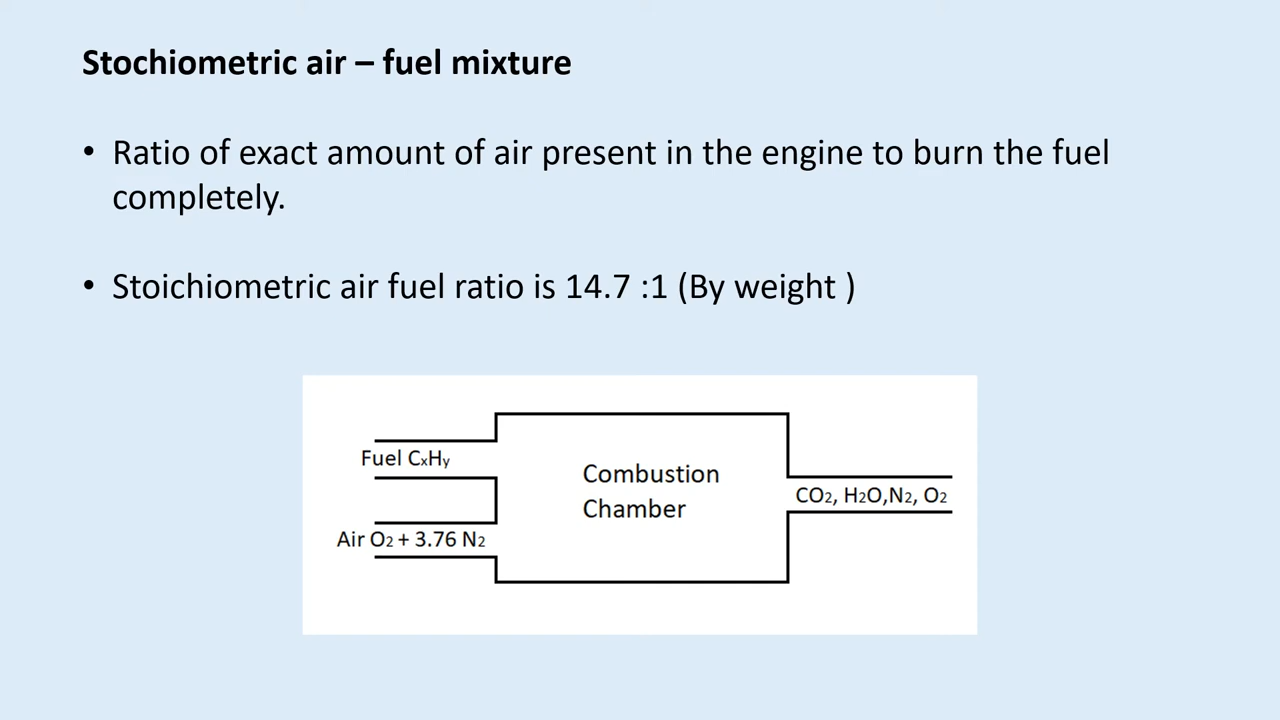 Stochiometric air – fuel mixture
• Ratio of exact amount of air present in the engine to burn the fuel
completely.
• Stoichiometric air fuel ratio is 14.7 :1 (By weight )
Fuel CxHy
Combustion
Chamber
CO2, H2O,N2, O2
Air O2 + 3.76 N2